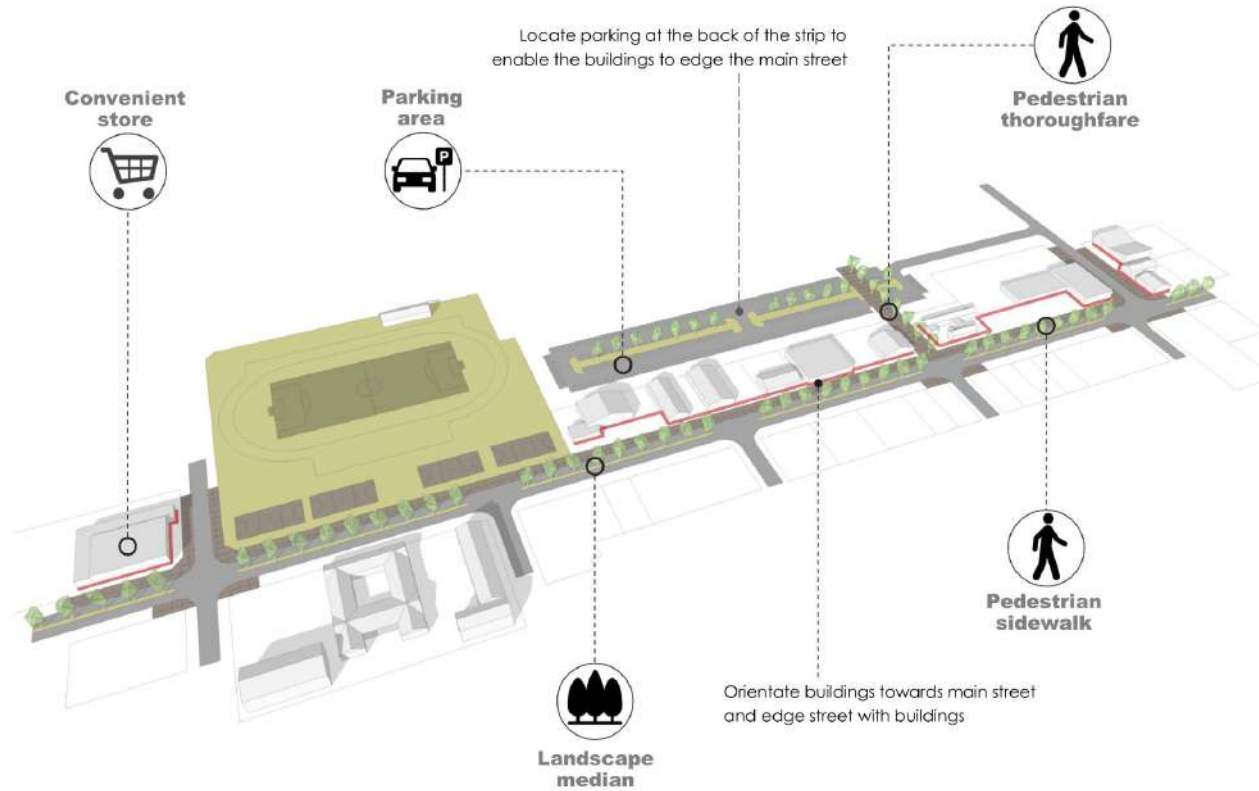 Locate parking at the back of the strip to
enable the buildings to edge the main street
Convenient
store
Parking
area
P
Pedestrian
thoroughfare
Pedestrian
sidewalk
Orientate buildings towards main street
and edge street with buildings
Landscape
median